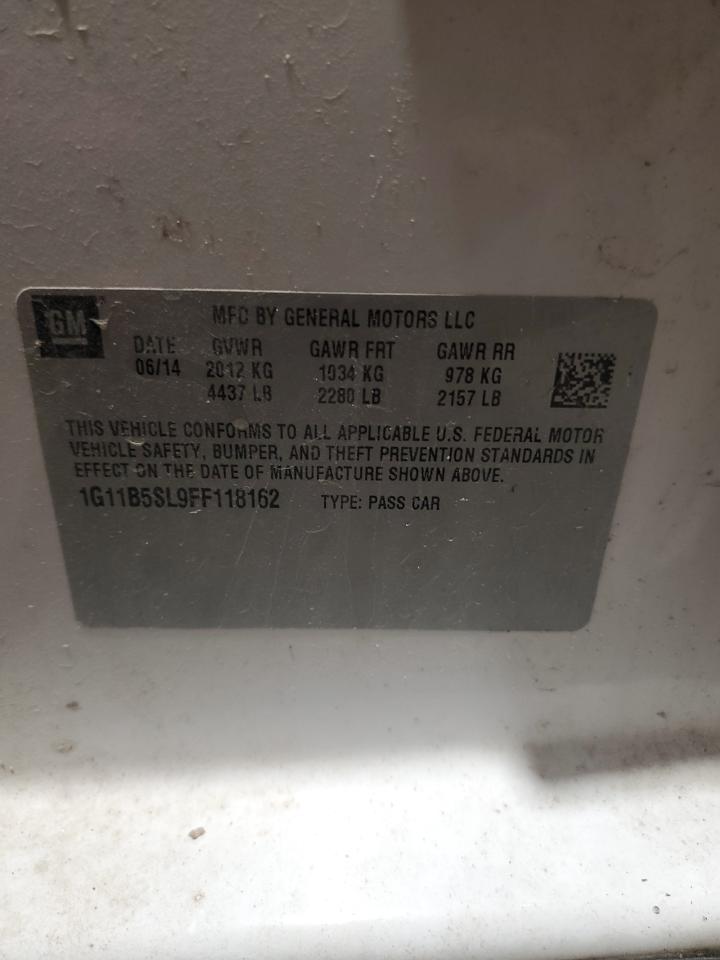 GM
MFD BY GENERAL MOTORS LLC
DATE GVWR GAWR FRT GAWR RR
06/14 2012 KG 1034 KG 978 KG
4437 LB 2280 LB 2157 LB
THIS VEHICLE CONFORMS TO ALL APPLICABLE U.S. FEDERAL MOTOR
VEHICLE SAFETY, BUMPER, AND THEFT PREVENTION STANDARDS IN
EFFECT ON THE DATE OF MANUFACTURE SHOWN ABOVE.
1G11B5SL9FF118162 TYPE: PASS CAR